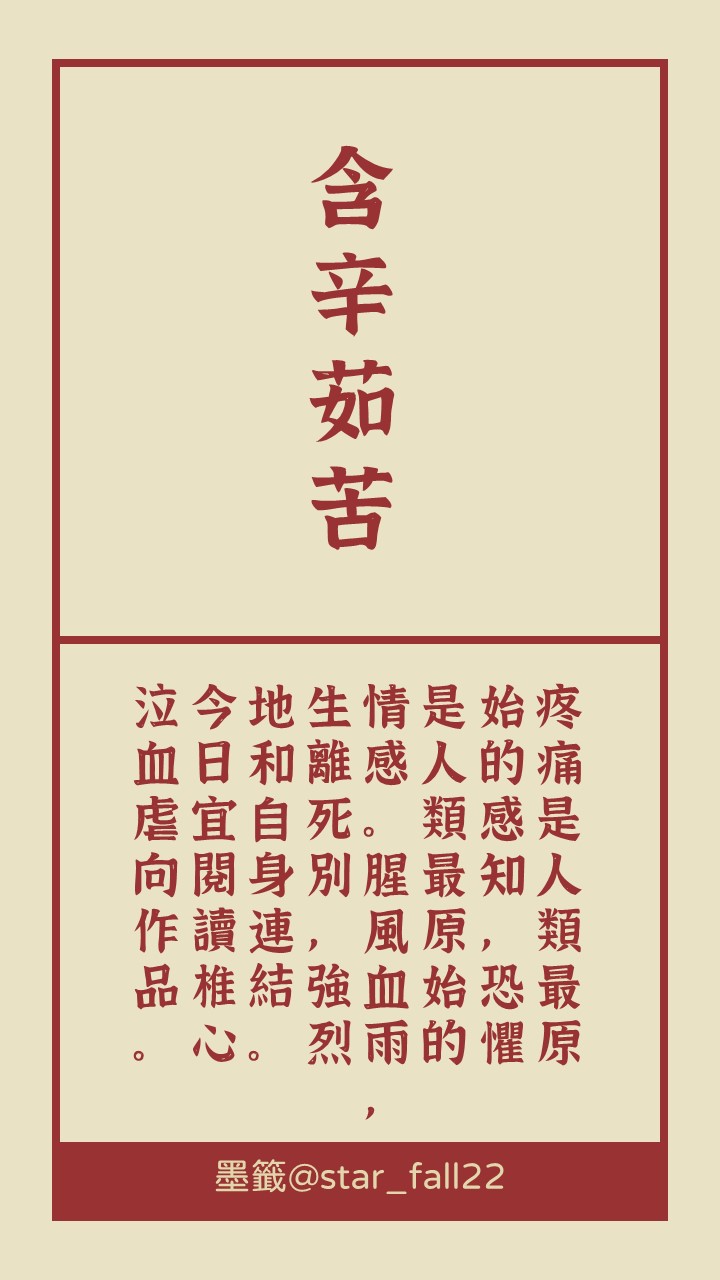 含辛茹苦
疼痛是人類最原
始的感知，恐懼
是人類最原始的
情感。腥風血雨，
生離死別，強烈
地和自身連結。
今日宜閱讀椎心
泣血虐向作品。
墨籤@star_fall22